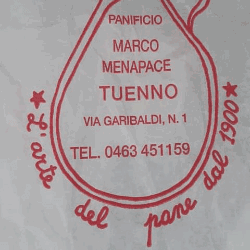 PANIFICIO
MARCO
MENAPACE
TUENNO
VIA GARIBALDI, N. 1
TEL. 0463 451159
L'arte del pane dal 1900